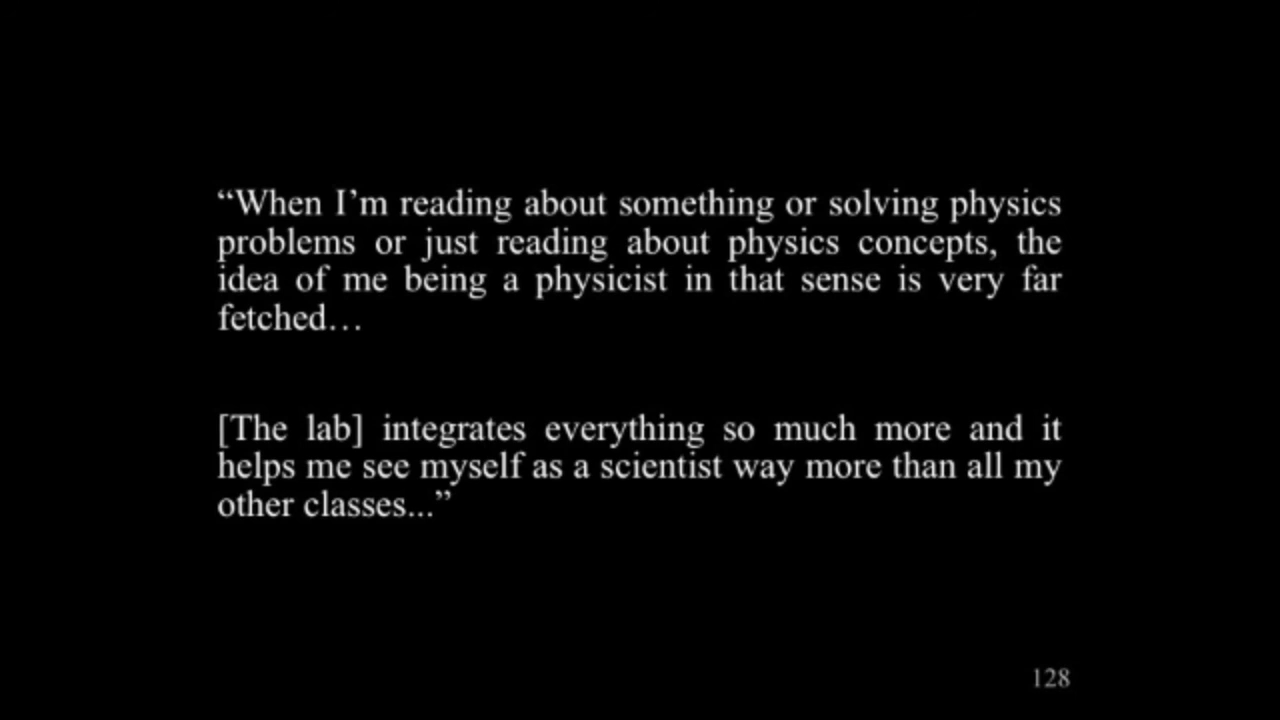 “When I’m reading about something or solving physics
problems or just reading about physics concepts, the
idea of me being a physicist in that sense is very far
fetched…
[The lab] integrates everything so much more and it
helps me see myself as a scientist way more than all my
other classes...”
128